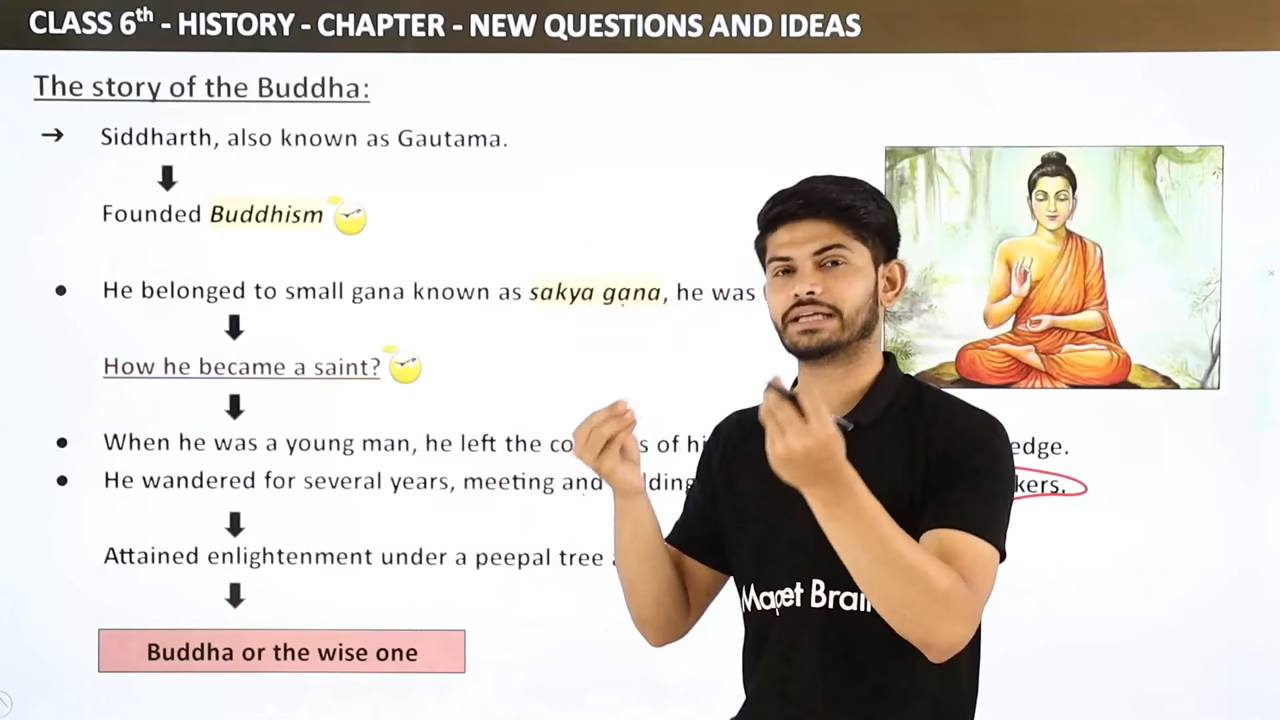 CLASS 6th - HISTORY - CHAPTER - NEW QUESTIONS AND IDEAS
The story of the Buddha:
→ Siddharth, also known as Gautama.
Founded Buddhism
• He belonged to small gana known as sakya gana, he was
How he became a saint?
• When he was a young man, he left the of edge.
• He wandered for several years, meeting and kers.
Attained enlightenment under a peepal tree
Buddha or the wise one